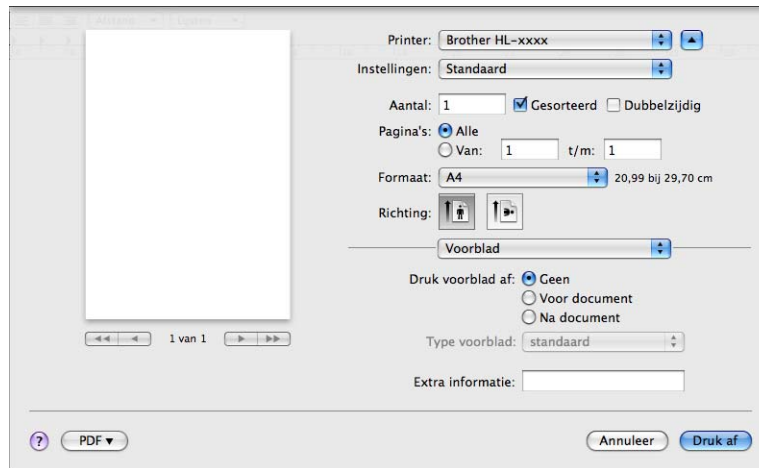 Printer: Brother HL-xxxx
Instellingen: Standaard
Aantal: 1 Gesorteerd Dubbelzijdig
Pagina's: Alle
Van: 1 t/m: 1
Formaat: A4 20,99 bij 29,70 cm
Richting:
Voorblad
Druk voorblad af: Geen
Voor document
Na document
1 van 1
Type voorblad: standaard
Extra informatie:
? PDF Annuleer Druk af